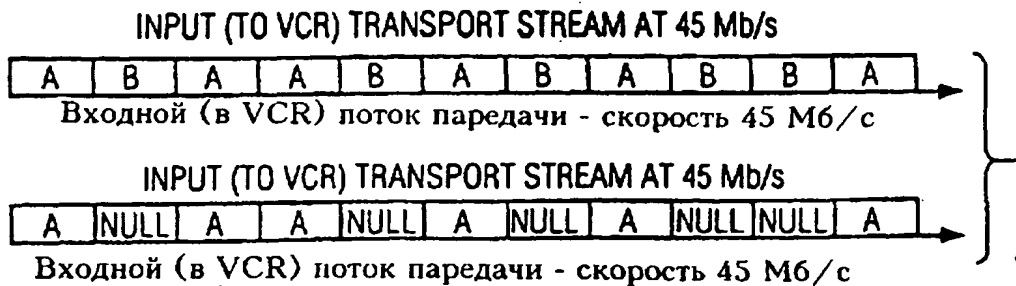 INPUT (TO VCR) TRANSPORT STREAM AT 45 Mb/s
A B A A B A B A B B A
Входной (в VCR) поток паредачи - скорость 45 Мб/с
INPUT (TO VCR) TRANSPORT STREAM AT 45 Mb/s
A NULL A A NULL A NULL A NULL NULL A
Входной (в VCR) поток паредачи - скорость 45 Мб/с